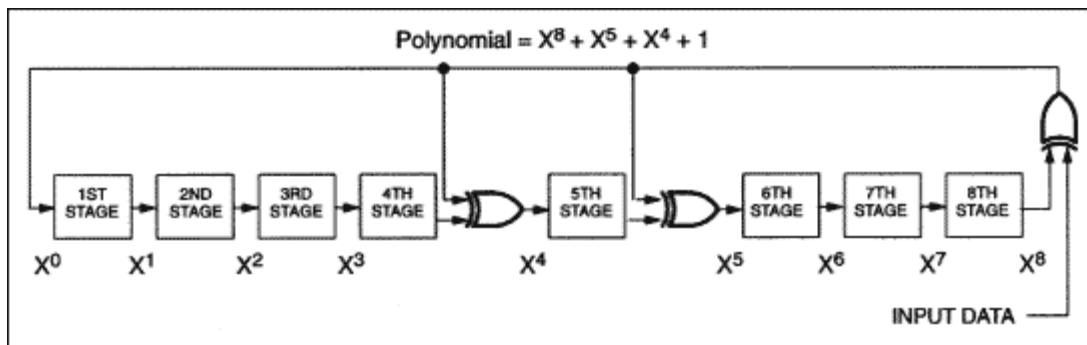 Polynomial = X⁸ + X⁵ + X⁴ + 1
1ST STAGE
2ND STAGE
3RD STAGE
4TH STAGE
5TH STAGE
6TH STAGE
7TH STAGE
8TH STAGE
X⁰ X¹ X² X³ X⁴ X⁵ X⁶ X⁷ X⁸
INPUT DATA